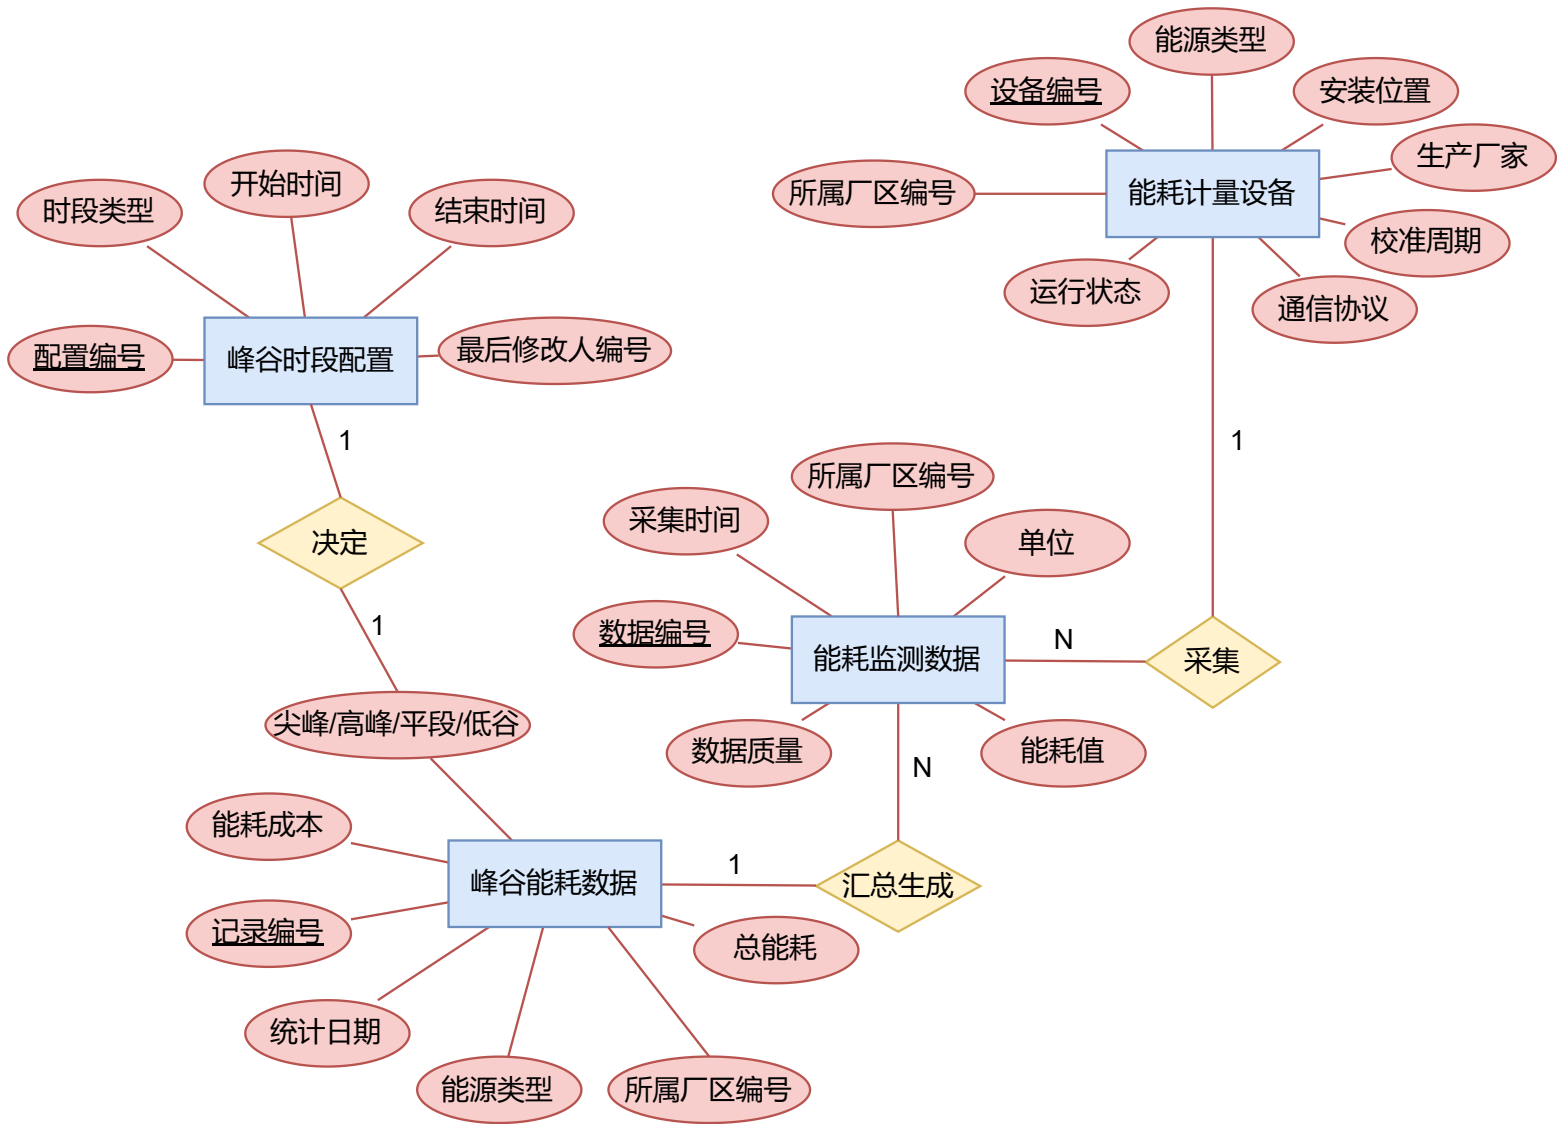 能源类型
设备编号
安装位置
生产厂家
所属厂区编号
能耗计量设备
校准周期
运行状态
通信协议
开始时间
时段类型
结束时间
配置编号
峰谷时段配置
最后修改人编号
1
1
决定
1
所属厂区编号
采集时间
单位
数据编号
能耗监测数据
N
采集
数据质量
能耗值
N
尖峰/高峰/平段/低谷
能耗成本
峰谷能耗数据
1
汇总生成
记录编号
总能耗
统计日期
能源类型
所属厂区编号